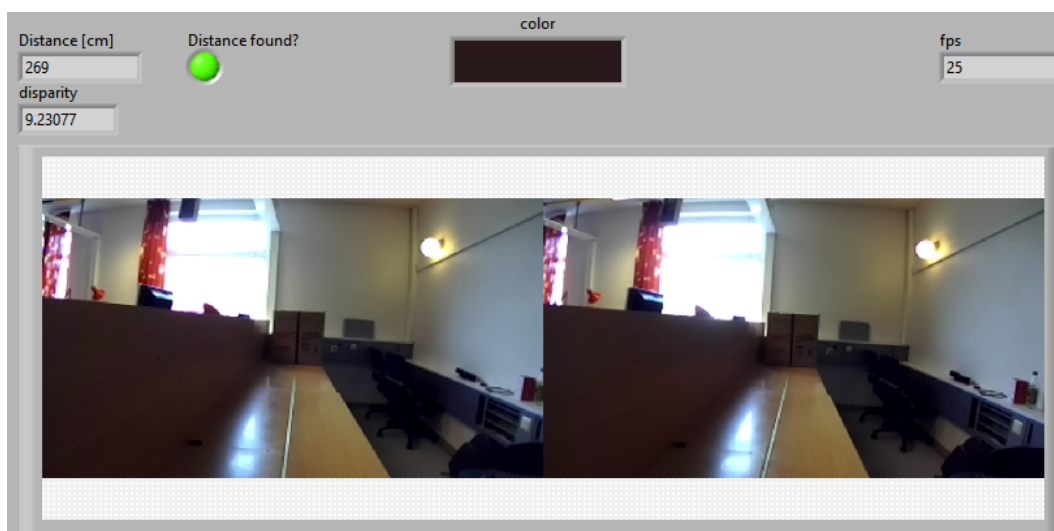 color
Distance [cm]
Distance found?
fps
269
25
disparity
9.23077